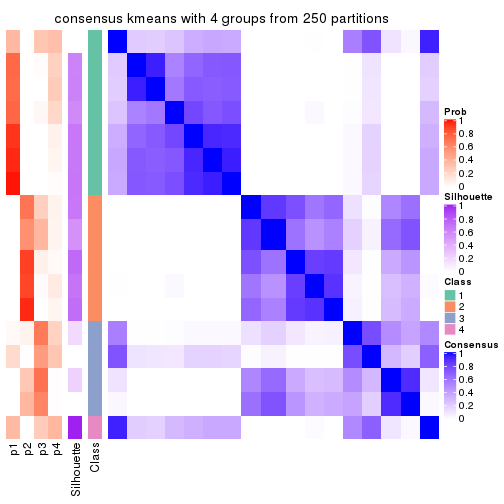 consensus kmeans with 4 groups from 250 partitions
Prob
1
0.8
0.6
0.4
0.2
0
Silhouette
1
0.8
0.6
0.4
0.2
0
Class
1
2
3
4
Consensus
1
0.8
0.6
0.4
0.2
0
p1
p2
p3
p4
Silhouette
Class